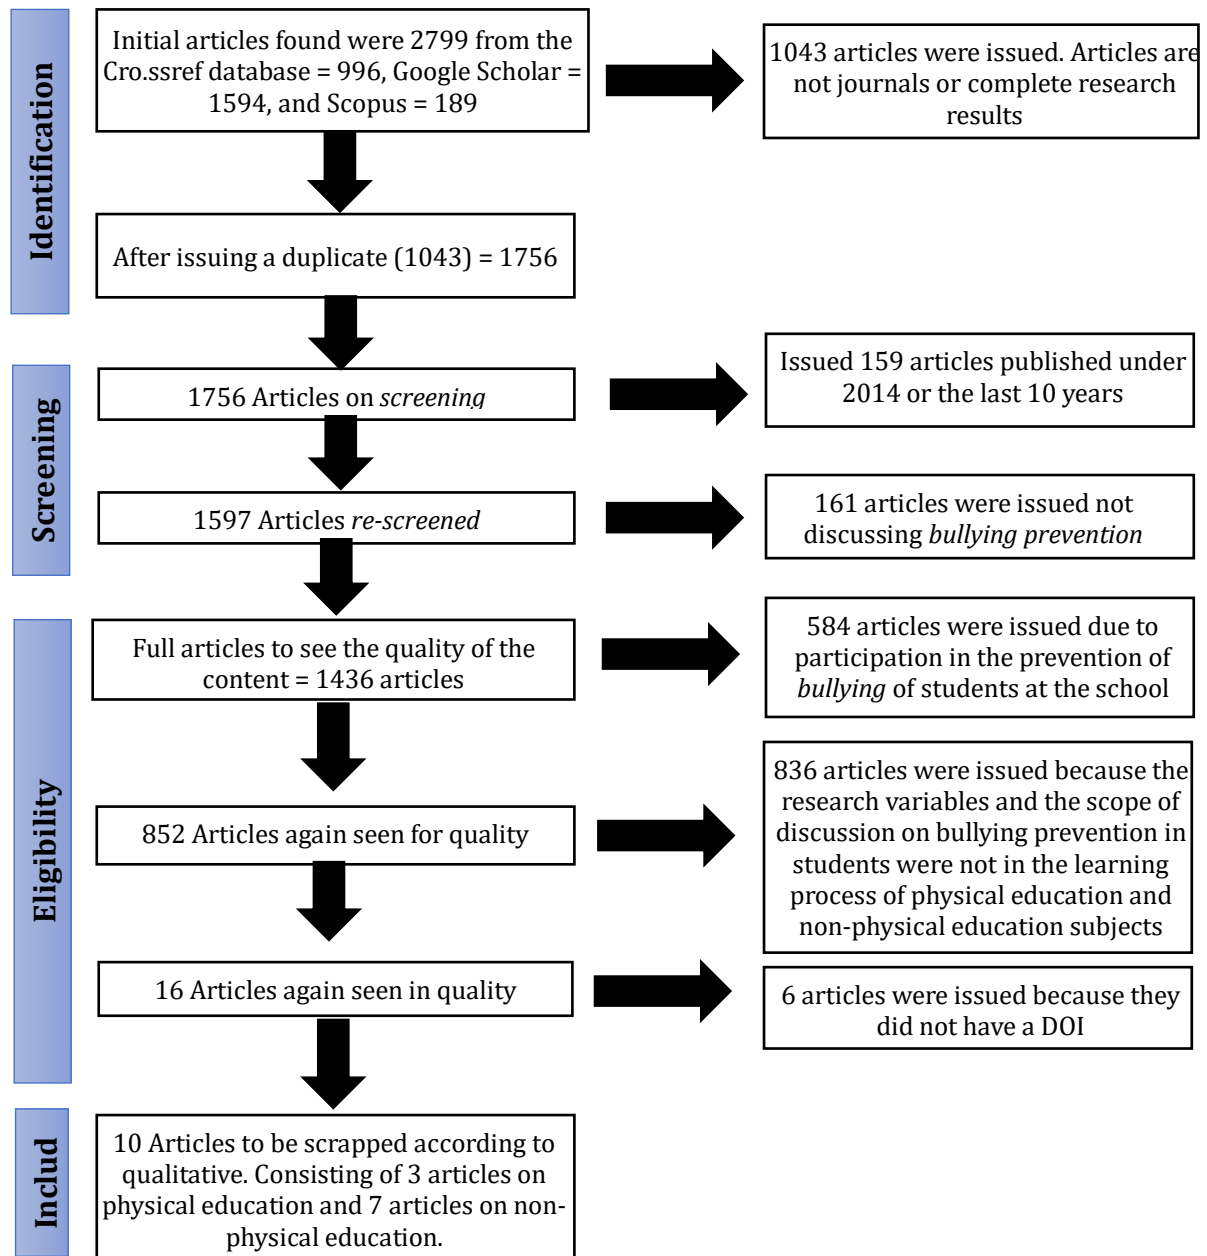 Identification
Initial articles found were 2799 from the
Cro.ssref database = 996, Google Scholar =
1594, and Scopus = 189
1043 articles were issued. Articles are
not journals or complete research
results
After issuing a duplicate (1043) = 1756
Screening
1756 Articles on screening
Issued 159 articles published under
2014 or the last 10 years
1597 Articles re-screened
161 articles were issued not
discussing bullying prevention
Eligibility
Full articles to see the quality of the
content = 1436 articles
584 articles were issued due to
participation in the prevention of
bullying of students at the school
852 Articles again seen for quality
836 articles were issued because the
research variables and the scope of
discussion on bullying prevention in
students were not in the learning
process of physical education and
non-physical education subjects
16 Articles again seen in quality
6 articles were issued because they
did not have a DOI
Includ
10 Articles to be scrapped according to
qualitative. Consisting of 3 articles on
physical education and 7 articles on non-
physical education.